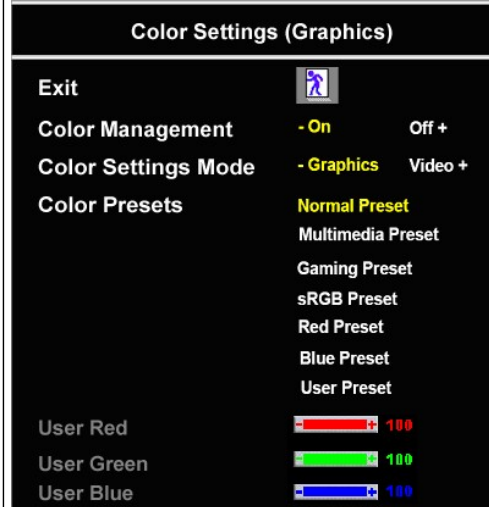 Color Settings (Graphics)
Exit
Color Management - On Off +
Color Settings Mode - Graphics Video +
Color Presets Normal Preset
Multimedia Preset
Gaming Preset
sRGB Preset
Red Preset
Blue Preset
User Preset
User Red - + 100
User Green - + 100
User Blue - + 100